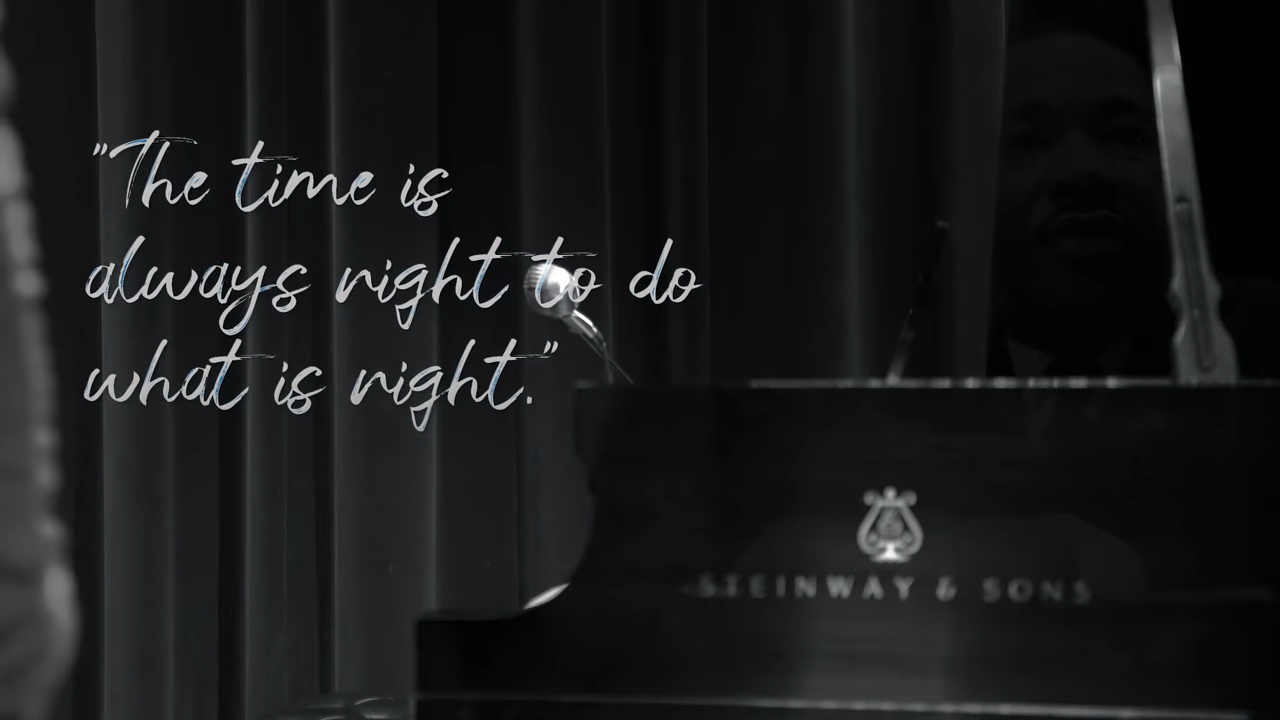 "The time is
always right to do
what is right."
STEINWAY & SONS